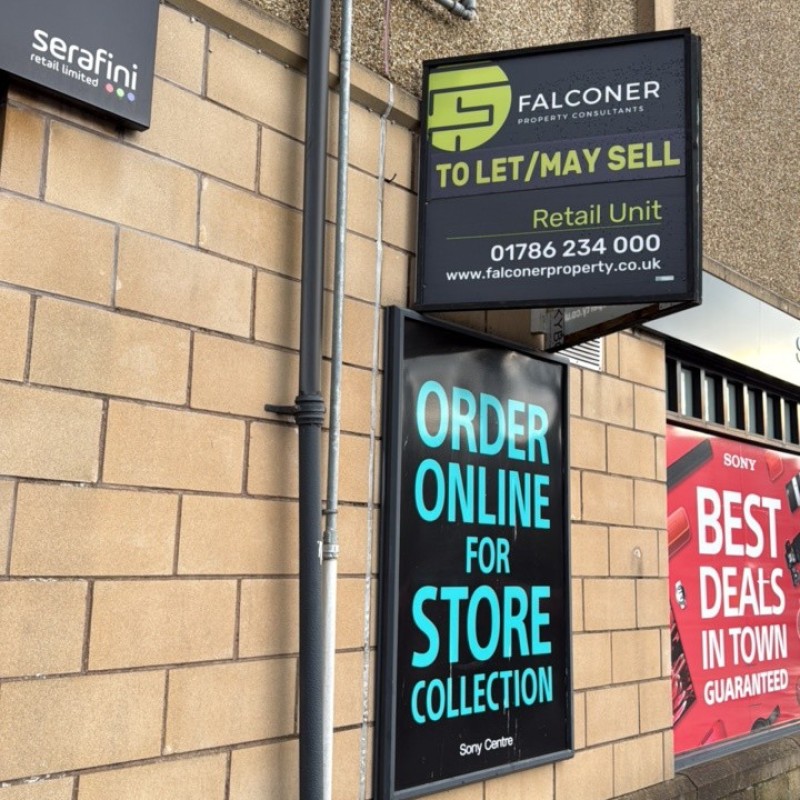 serafini
retail limited
FALCONER
PROPERTY CONSULTANTS
TO LET/MAY SELL
Retail Unit
01786 234 000
www.falconerproperty.co.uk
ORDER
ONLINE
FOR
STORE
COLLECTION
Sony Centre
SONY
BEST
DEALS
IN TOWN
GUARANTEED